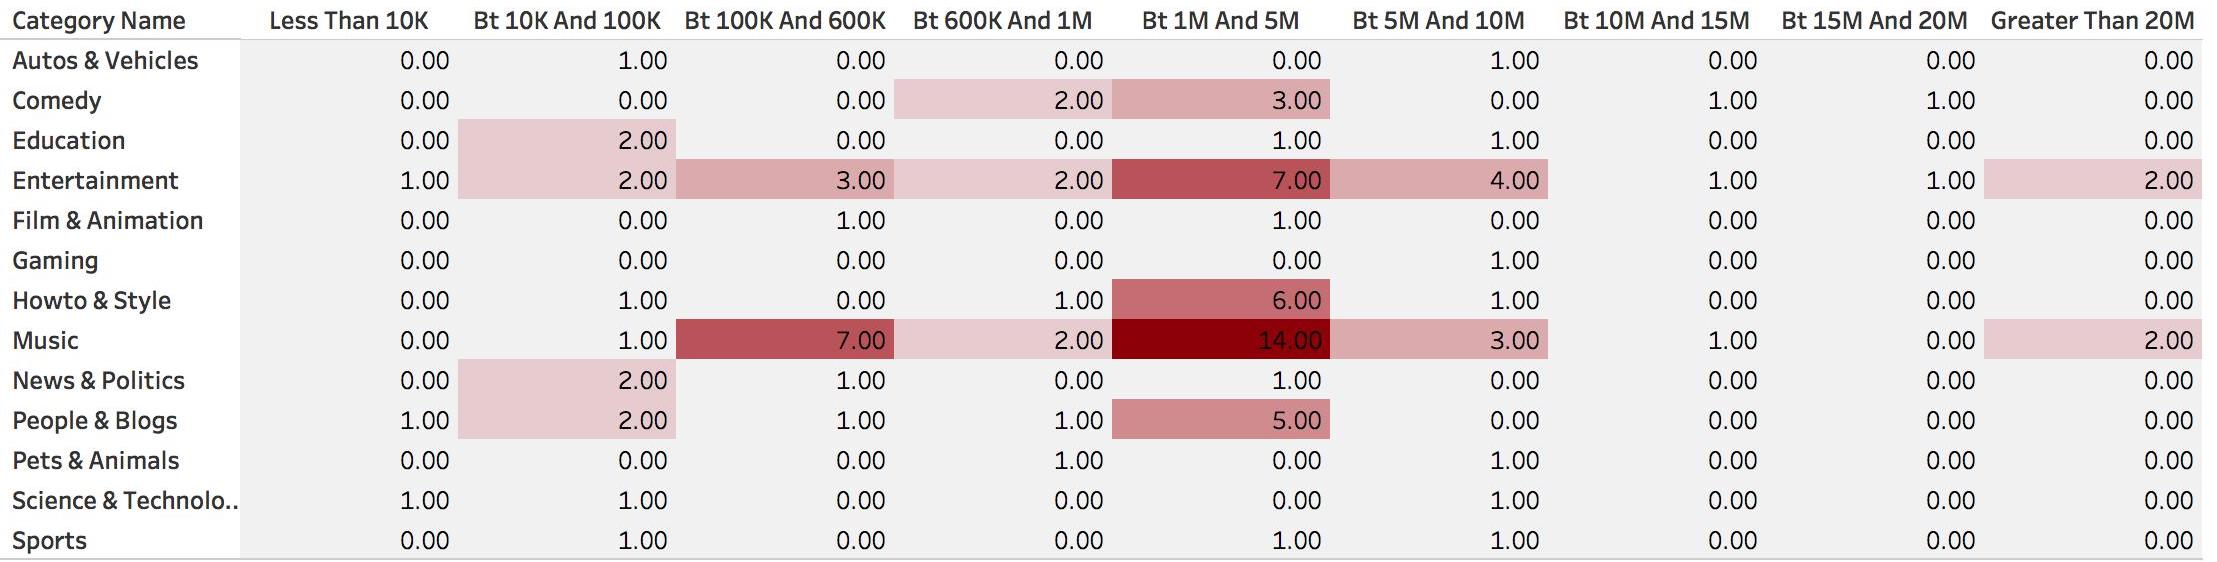 Category Name Less Than 10K Bt 10K And 100K Bt 100K And 600K Bt 600K And 1M Bt 1M And 5M Bt 5M And 10M Bt 10M And 15M Bt 15M And 20M Greater Than 20M
Autos & Vehicles 0.00 1.00 0.00 0.00 0.00 1.00 0.00 0.00 0.00
Comedy 0.00 0.00 0.00 2.00 3.00 0.00 1.00 1.00 0.00
Education 0.00 2.00 0.00 0.00 1.00 1.00 0.00 0.00 0.00
Entertainment 1.00 2.00 3.00 2.00 7.00 4.00 1.00 1.00 2.00
Film & Animation 0.00 0.00 1.00 0.00 1.00 0.00 0.00 0.00 0.00
Gaming 0.00 0.00 0.00 0.00 0.00 1.00 0.00 0.00 0.00
Howto & Style 0.00 1.00 0.00 1.00 6.00 1.00 0.00 0.00 0.00
Music 0.00 1.00 7.00 2.00 14.00 3.00 1.00 0.00 2.00
News & Politics 0.00 2.00 1.00 0.00 1.00 0.00 0.00 0.00 0.00
People & Blogs 1.00 2.00 1.00 1.00 5.00 0.00 0.00 0.00 0.00
Pets & Animals 0.00 0.00 0.00 1.00 0.00 1.00 0.00 0.00 0.00
Science & Technolo.. 1.00 1.00 0.00 0.00 0.00 1.00 0.00 0.00 0.00
Sports 0.00 1.00 0.00 0.00 1.00 1.00 0.00 0.00 0.00